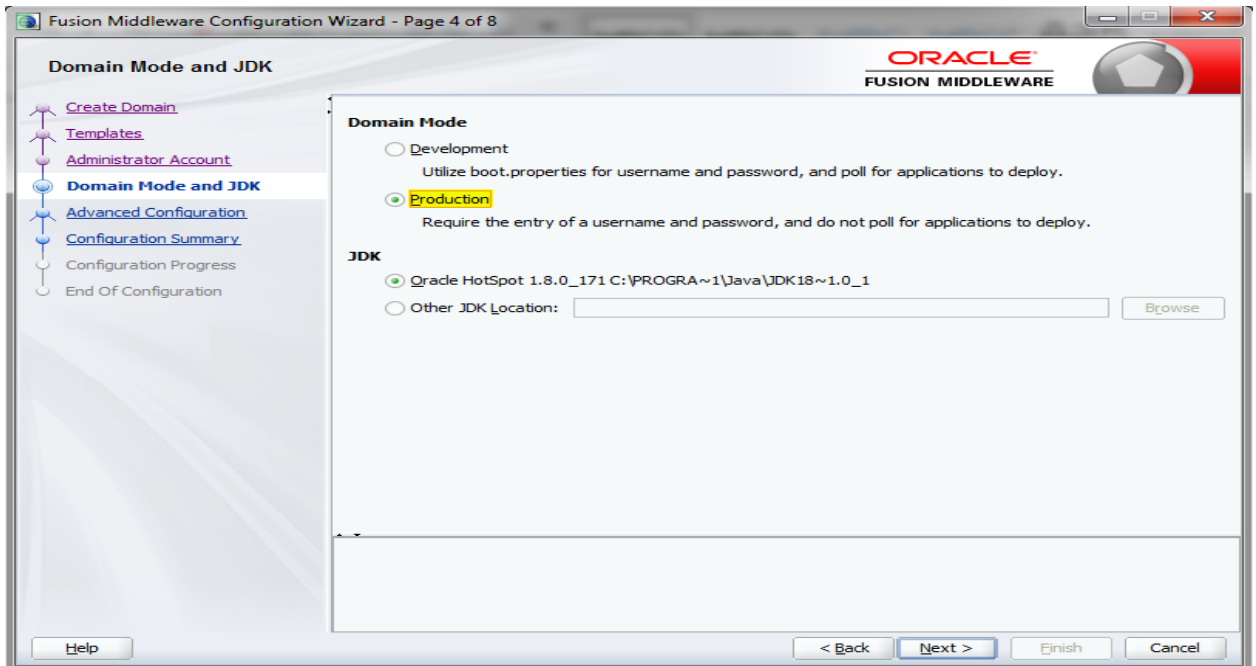 Fusion Middleware Configuration Wizard - Page 4 of 8
Domain Mode and JDK
ORACLE
FUSION MIDDLEWARE
Create Domain
Templates
Administrator Account
Domain Mode and JDK
Advanced Configuration
Configuration Summary
Configuration Progress
End Of Configuration
Domain Mode
Development
Utilize boot.properties for username and password, and poll for applications to deploy.
Production
Require the entry of a username and password, and do not poll for applications to deploy.
JDK
Oracle HotSpot 1.8.0_171 C:\PROGRA~1\Java\JDK18~1.0_1
Other JDK Location:
Browse
Help
< Back
Next >
Finish
Cancel